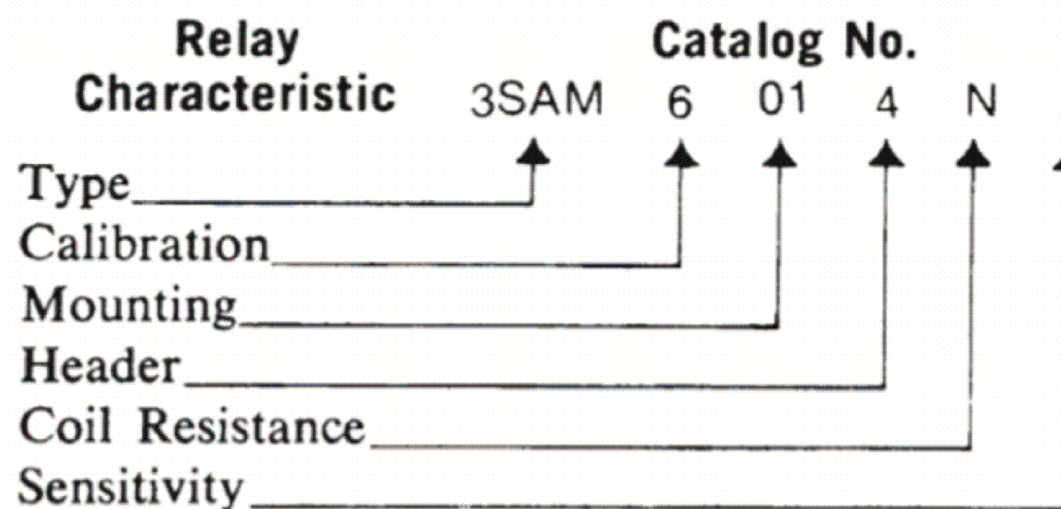 Relay Catalog No.
Characteristic 3SAM 6 01 4 N
Type
Calibration
Mounting
Header
Coil Resistance
Sensitivity